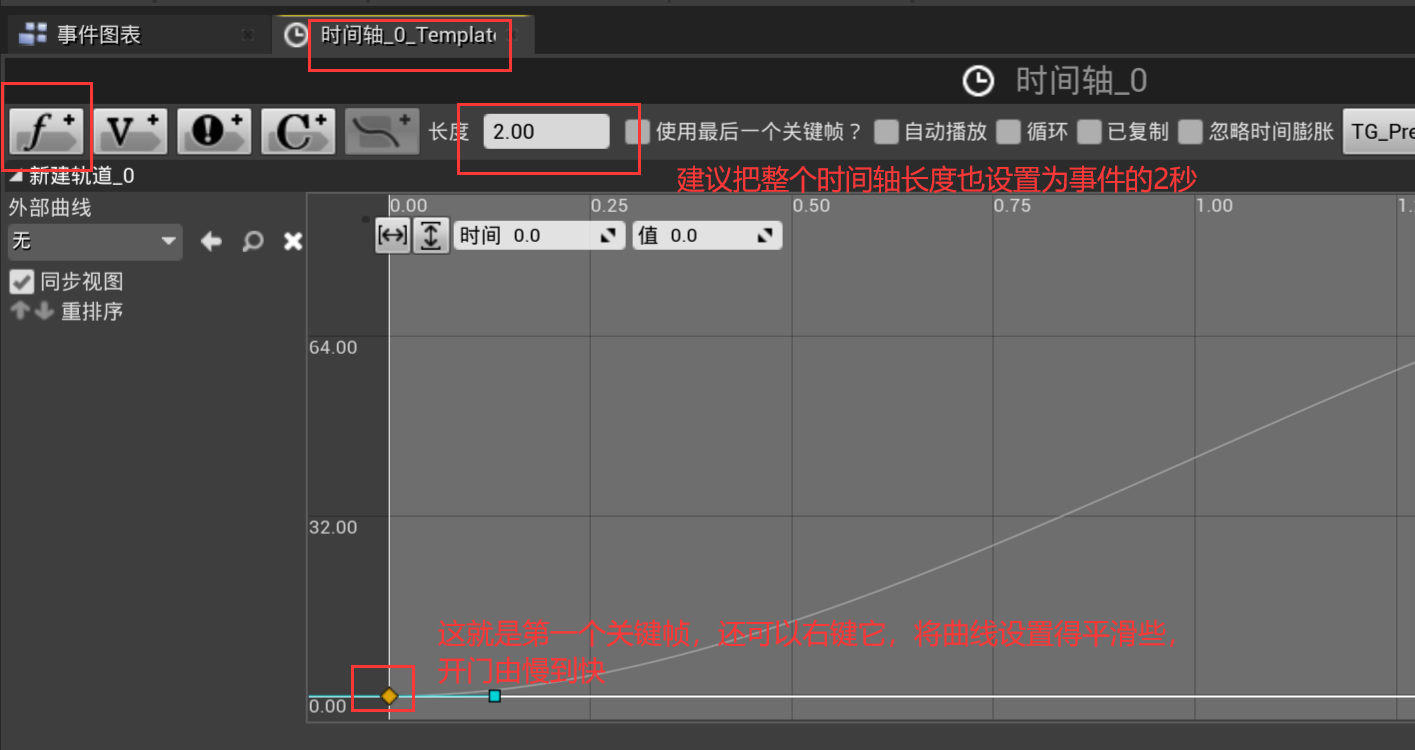 事件图表
时间轴_0_Templat
时间轴_0
f+ V+ !+ C+ + 长度 2.00 使用最后一个关键帧？ 自动播放 循环 已复制 忽略时间膨胀 TG_Pre
建议把整个时间轴长度也设置为事件的2秒
新建轨道_0
外部曲线
0.00 0.25 0.50 0.75 1.00 1.
无
时间 0.0 值 0.0
同步视图
重排序
64.00
32.00
这就是第一个关键帧，还可以右键它，将曲线设置得平滑些，
开门由慢到快
0.00